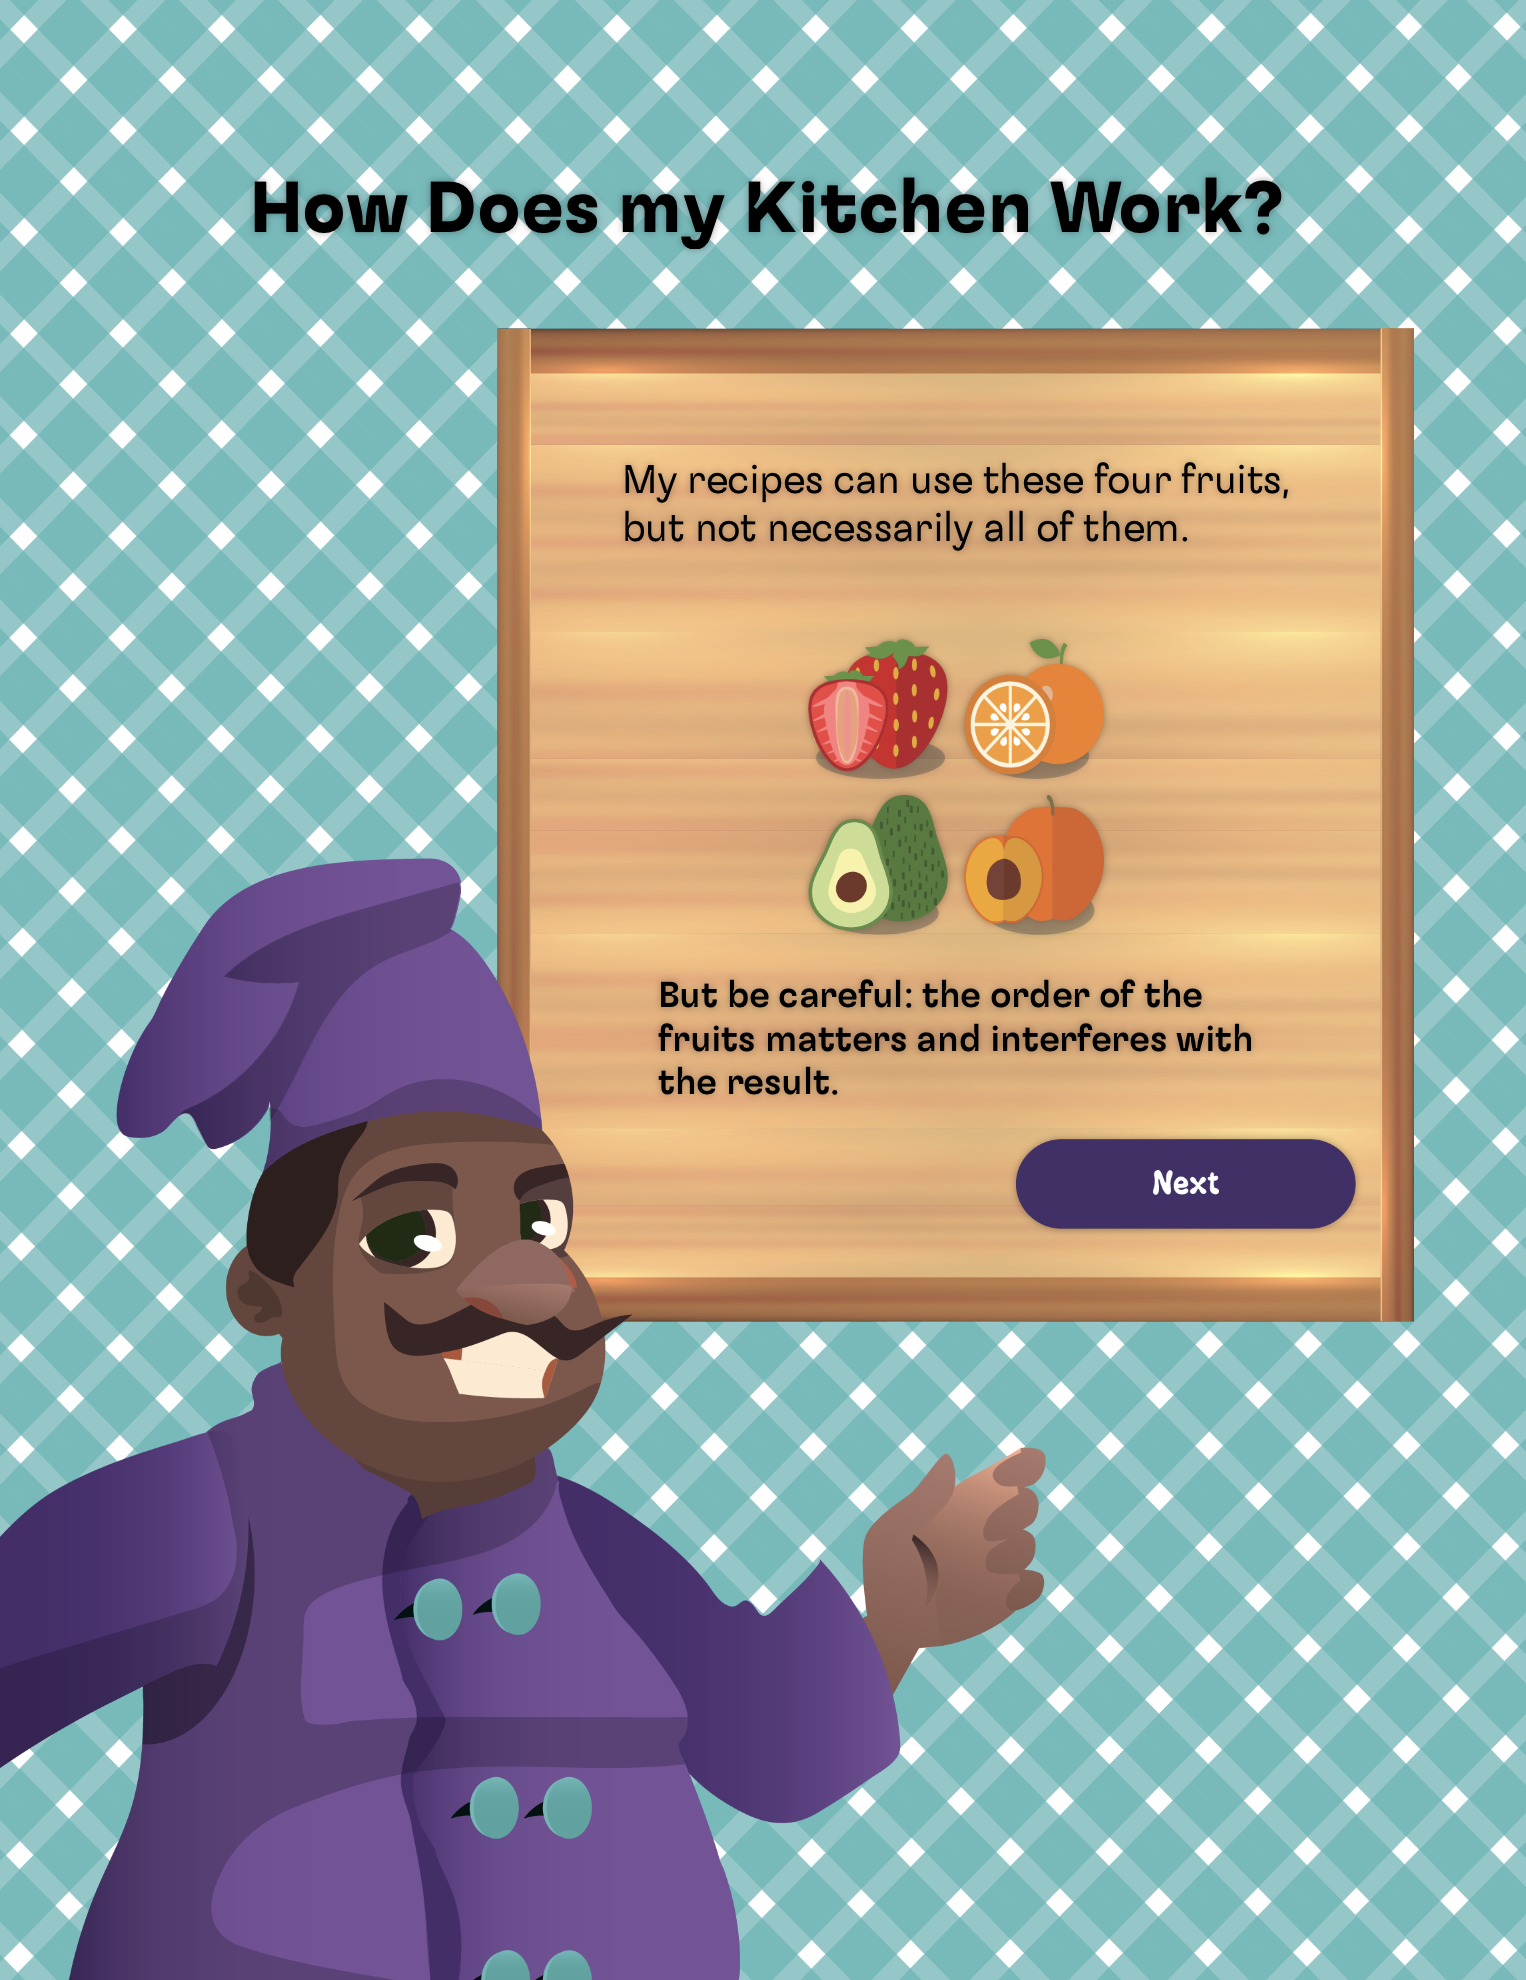 How Does my Kitchen Work?
My recipes can use these four fruits,
but not necessarily all of them.
But be careful: the order of the
fruits matters and interferes with
the result.
Next